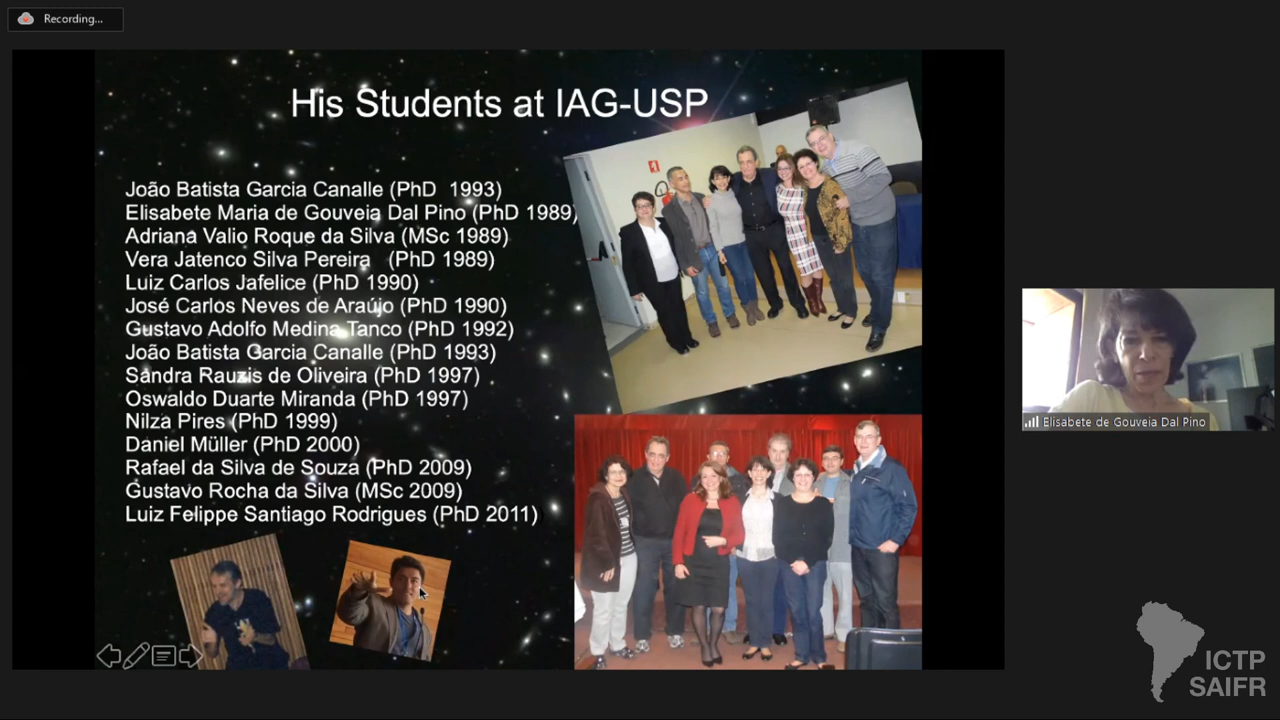 Recording...
His Students at IAG-USP
João Batista Garcia Canalle (PhD 1993)
Elisabete Maria de Gouveia Dal Pino (PhD 1989)
Adriana Valio Roque da Silva (MSc 1989)
Vera Jatenco Silva Pereira (PhD 1989)
Luiz Carlos Jafelice (PhD 1990)
José Carlos Neves de Araújo (PhD 1990)
Gustavo Adolfo Medina Tanco (PhD 1992)
João Batista Garcia Canalle (PhD 1993)
Sandra Rauzis de Oliveira (PhD 1997)
Oswaldo Duarte Miranda (PhD 1997)
Nilza Pires (PhD 1999)
Daniel Müller (PhD 2000)
Rafael da Silva de Souza (PhD 2009)
Gustavo Rocha da Silva (MSc 2009)
Luiz Felippe Santiago Rodrigues (PhD 2011)
Elisabete de Gouveia Dal Pino
ICTP
SAIFR